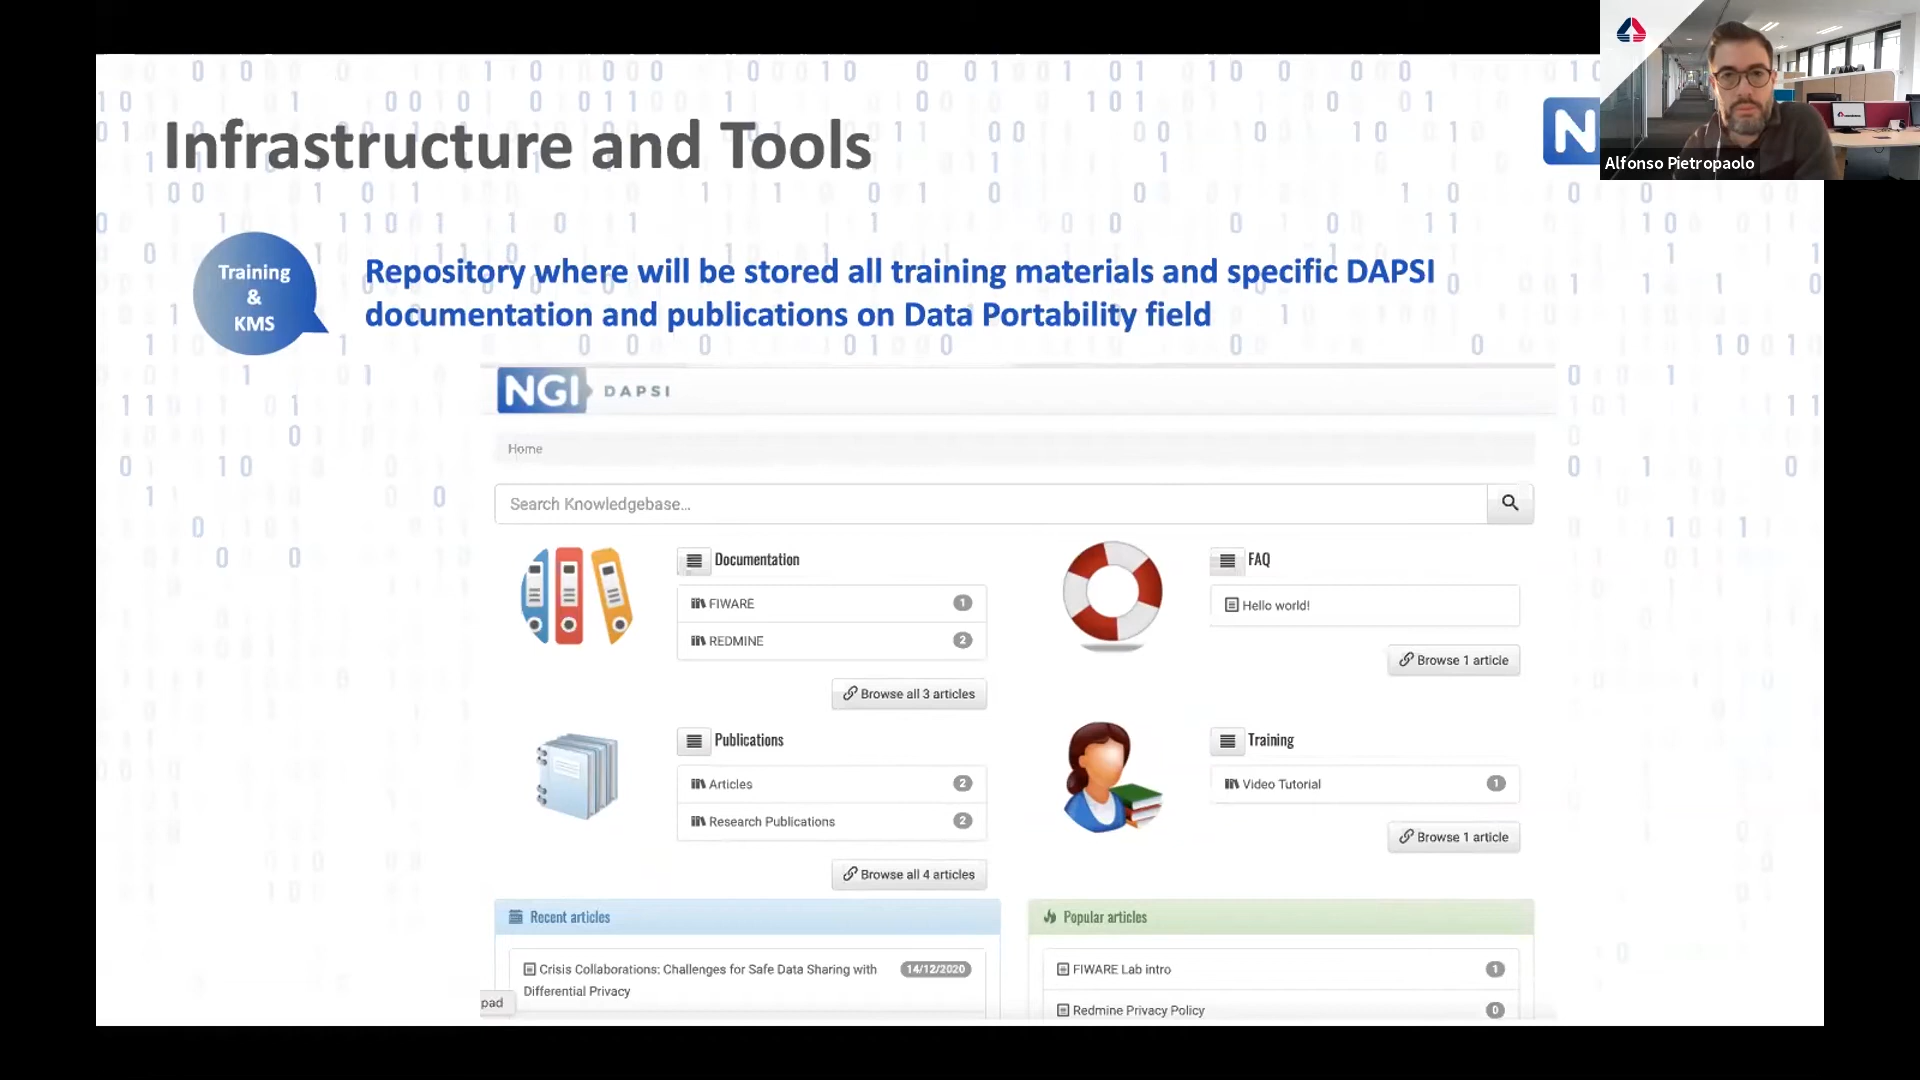 Infrastructure and Tools
N
Alfonso Pietropaolo
Training
&
KMS
Repository where will be stored all training materials and specific DAPSI
documentation and publications on Data Portability field
NGI DAPSI
Home
Search Knowledgebase...
Documentation
FIWARE 1
REDMINE 2
Browse all 3 articles
FAQ
Hello world!
Browse 1 article
Publications
Articles 2
Research Publications 2
Browse all 4 articles
Training
Video Tutorial 1
Browse 1 article
Recent articles
Crisis Collaborations: Challenges for Safe Data Sharing with 14/12/2020
Differential Privacy
pad
Popular articles
FIWARE Lab intro 1
Redmine Privacy Policy 0